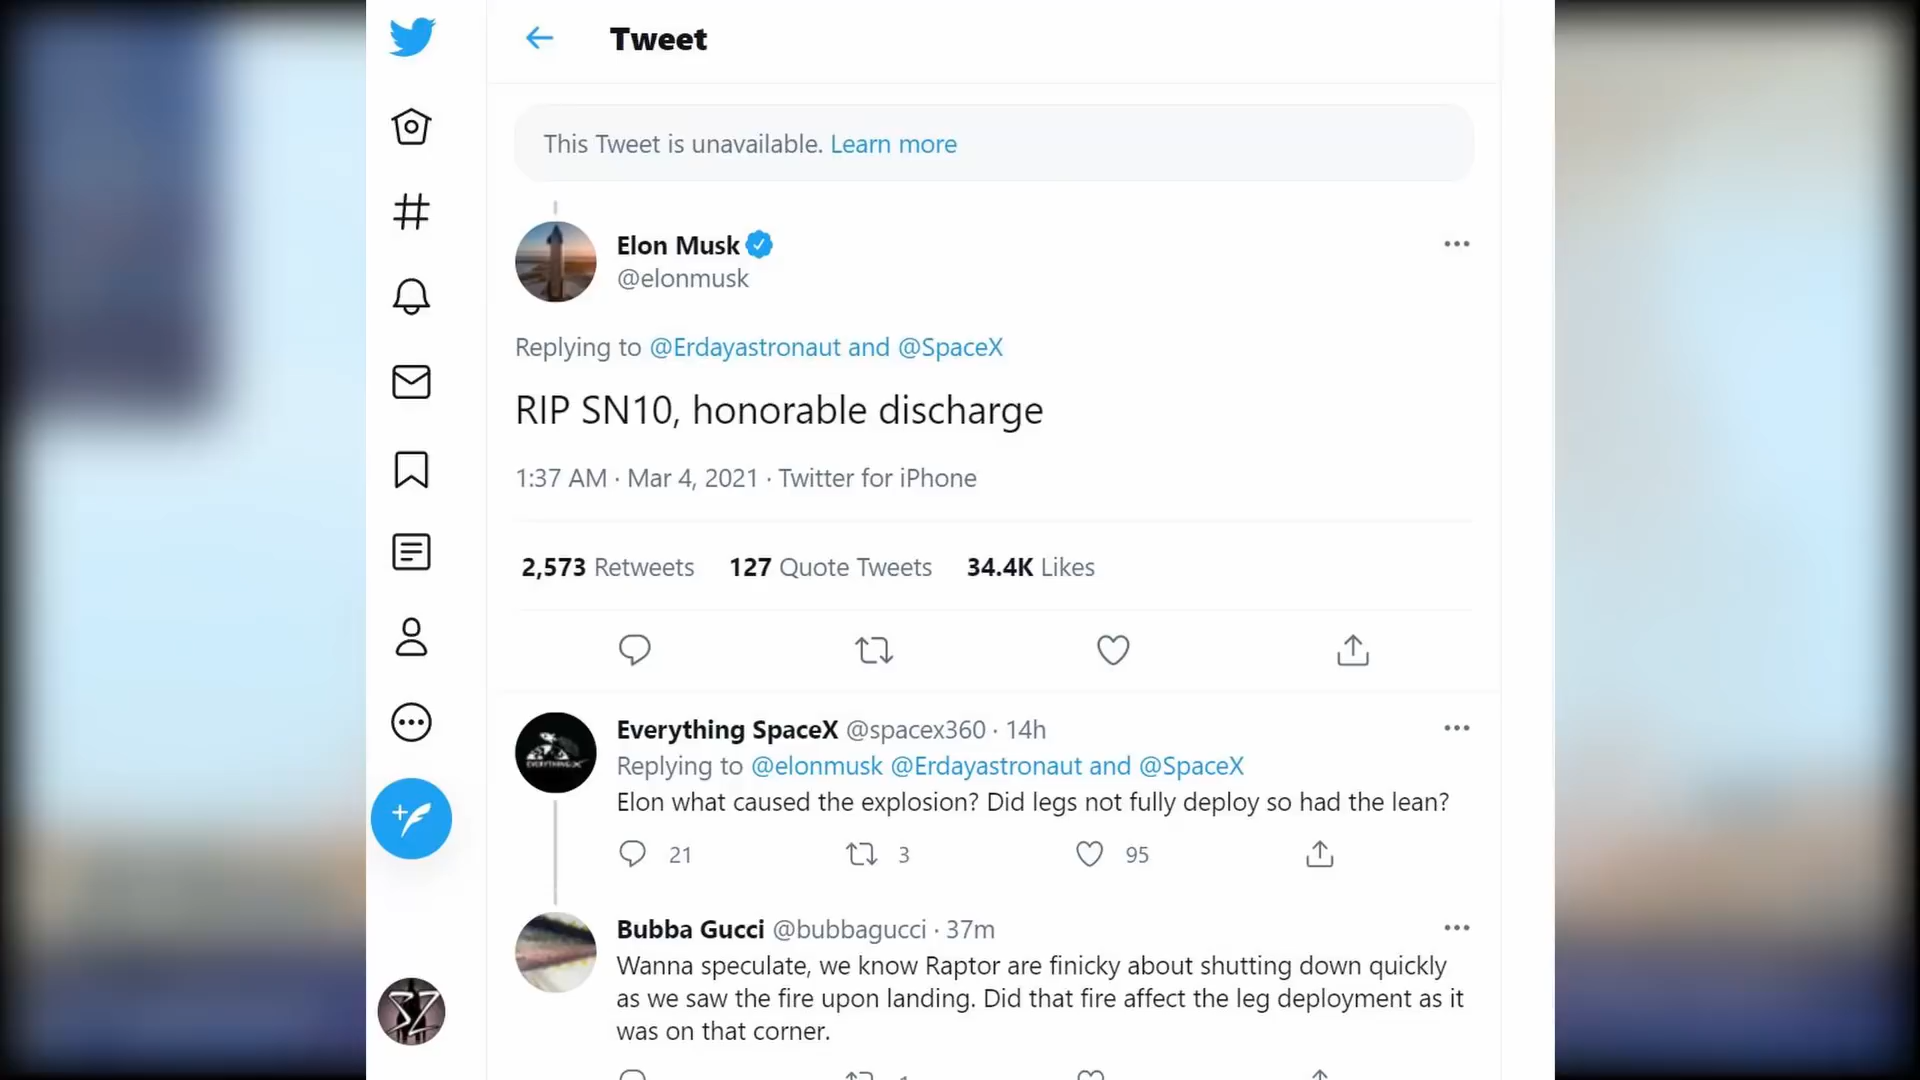 Tweet
This Tweet is unavailable. Learn more
Elon Musk
@elonmusk
Replying to @Erdayastronaut and @SpaceX
RIP SN10, honorable discharge
1:37 AM · Mar 4, 2021 · Twitter for iPhone
2,573 Retweets 127 Quote Tweets 34.4K Likes
Everything SpaceX @spacex360 · 14h
Replying to @elonmusk @Erdayastronaut and @SpaceX
Elon what caused the explosion? Did legs not fully deploy so had the lean?
21 3 95
Bubba Gucci @bubbagucci · 37m
Wanna speculate, we know Raptor are finicky about shutting down quickly
as we saw the fire upon landing. Did that fire affect the leg deployment as it
was on that corner.